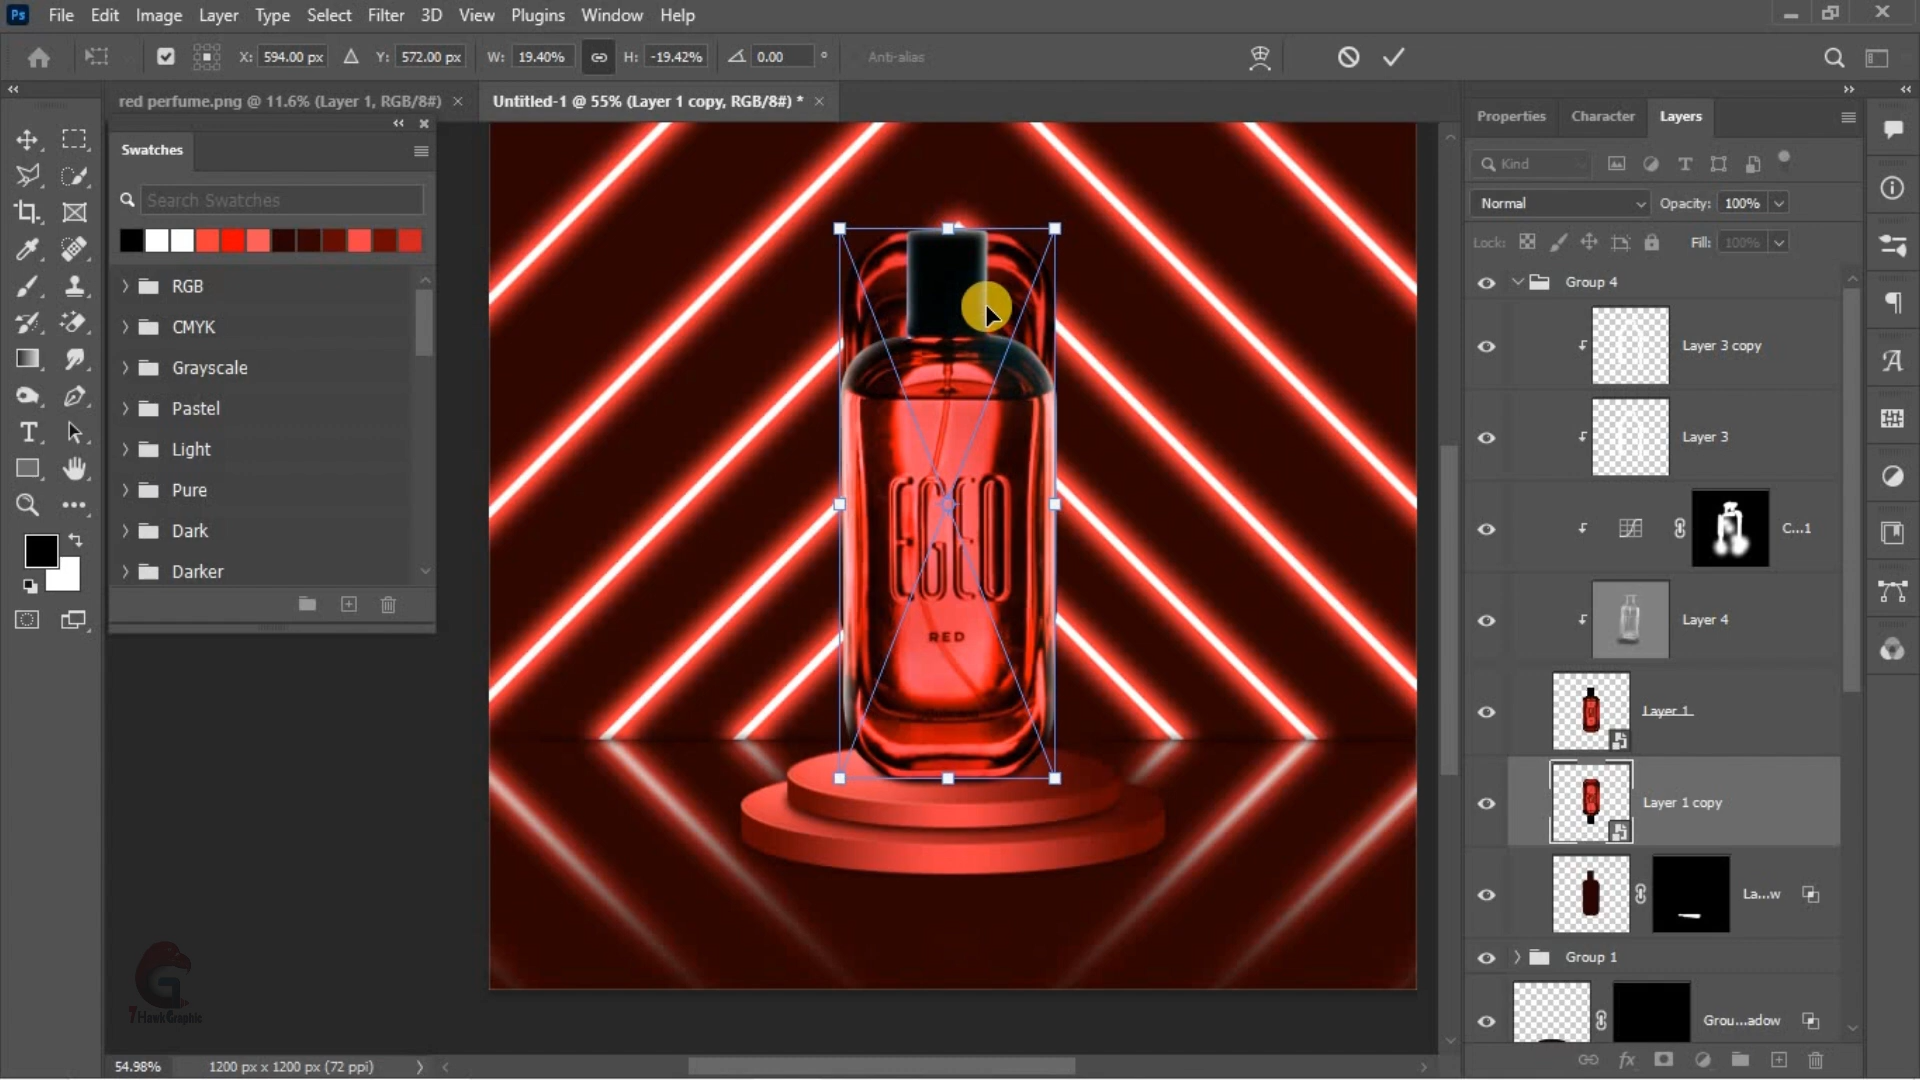 Ps File Edit Image Layer Type Select Filter 3D View Plugins Window Help
X: 594.00 px Y: 572.00 px W: 19.40% H: -19.42% 0.00 ° Anti-alias
red perfume.png @ 11.6% (Layer 1, RGB/8#) × Untitled-1 @ 55% (Layer 1 copy, RGB/8#) * ×
Swatches
Search Swatches
RGB
CMYK
Grayscale
Pastel
Light
Pure
Dark
Darker
EGEO
RED
G
7 Hawk Graphic
Properties Character Layers
Kind
Normal Opacity: 100%
Lock: Fill: 100%
Group 4
Layer 3 copy
Layer 3
C...1
Layer 4
Layer 1
Layer 1 copy
La...w
Group 1
Grou...adow
fx
54.98% 1200 px x 1200 px (72 ppi)